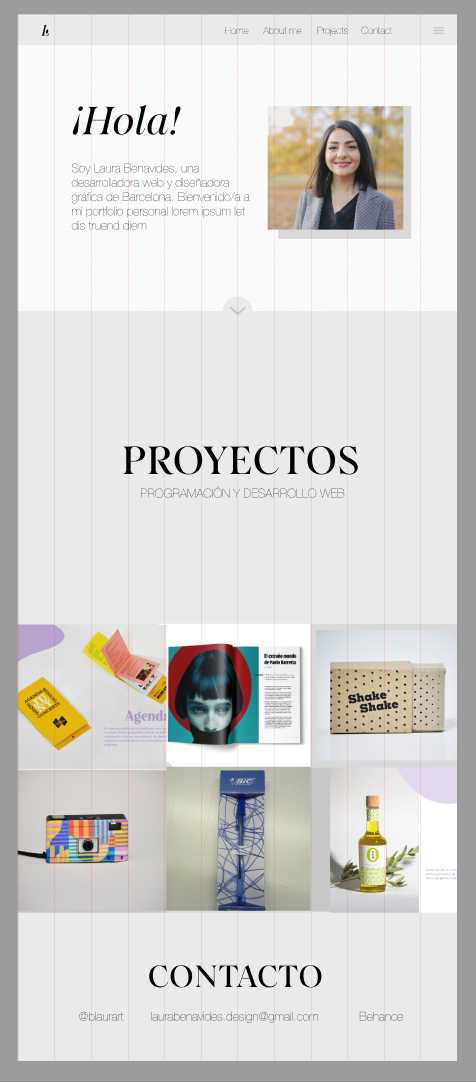 L
Home About me Projects Contact
¡Hola!
Soy Laura Benavides, una
desarrolladora web y diseñadora
gráfica de Barcelona. Bienvenido/a a
mi portfolio personal lorem ipsum let
dis truend diem
PROYECTOS
PROGRAMACIÓN Y DESARROLLO WEB
Agenda
El extraño mundo
de Paolo Barretta
Shake
Shake
BIC
CONTACTO
@blaurart laurabenavides.design@gmail.com Behance